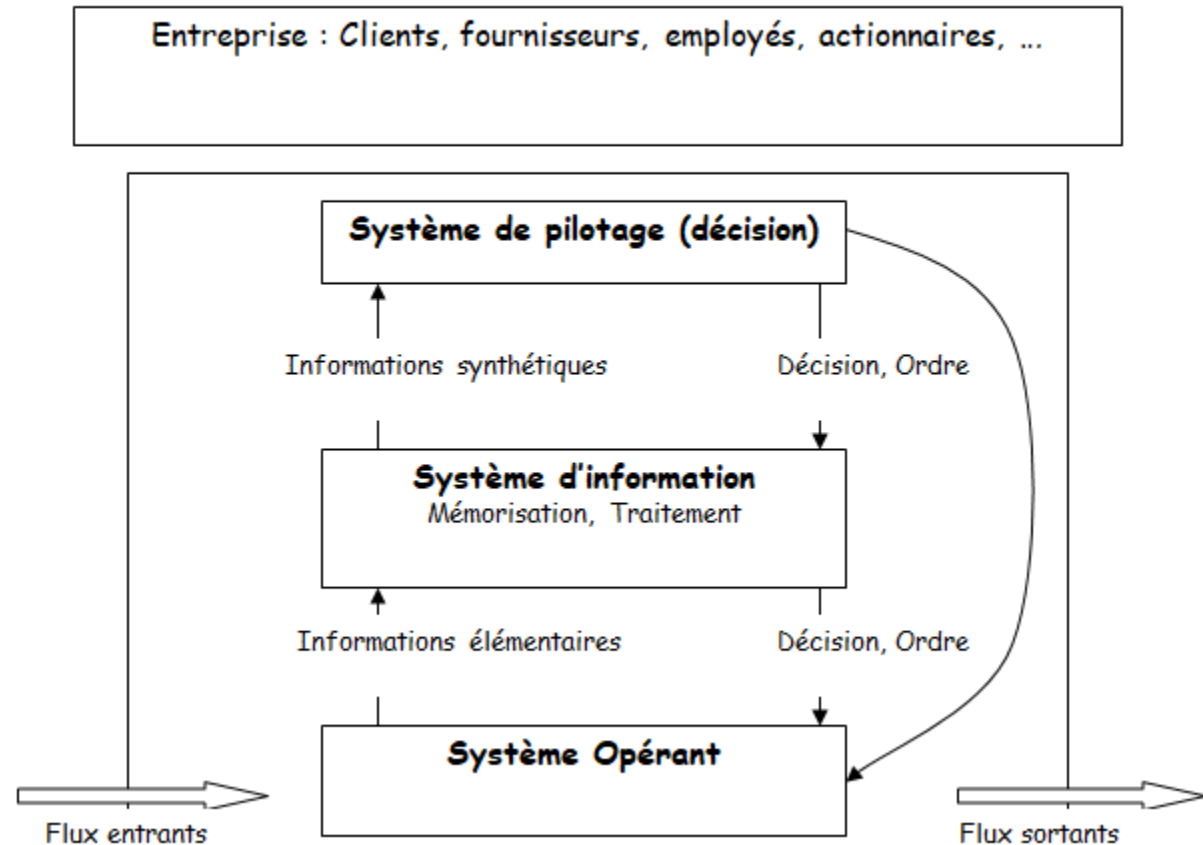 Entreprise : Clients, fournisseurs, employés, actionnaires, ...
Système de pilotage (décision)
Informations synthétiques
Décision, Ordre
Système d'information
Mémorisation, Traitement
Informations élémentaires
Décision, Ordre
Système Opérant
Flux entrants
Flux sortants